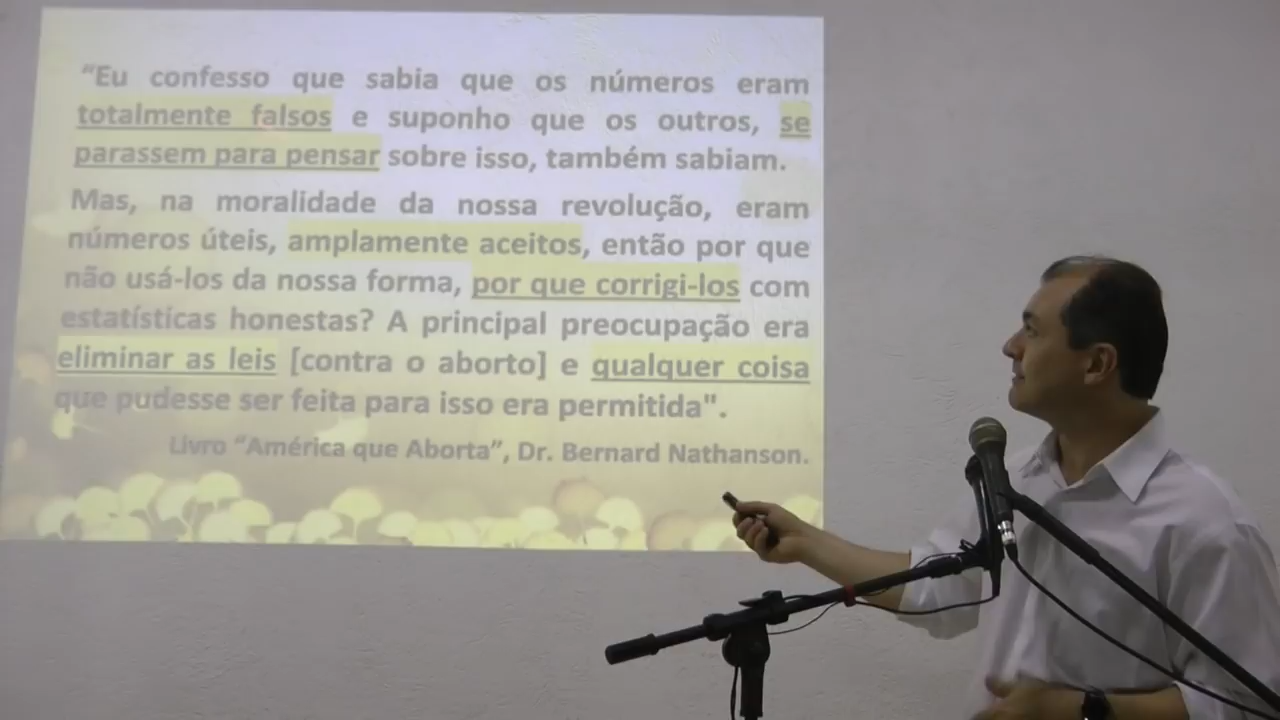 “Eu confesso que sabia que os números eram
totalmente falsos e suponho que os outros, se
parassem para pensar sobre isso, também sabiam.
Mas, na moralidade da nossa revolução, eram
números úteis, amplamente aceitos, então por que
não usá-los da nossa forma, por que corrigi-los com
estatísticas honestas? A principal preocupação era
eliminar as leis [contra o aborto] e qualquer coisa
que pudesse ser feita para isso era permitida".
Livro “América que Aborta”, Dr. Bernard Nathanson.